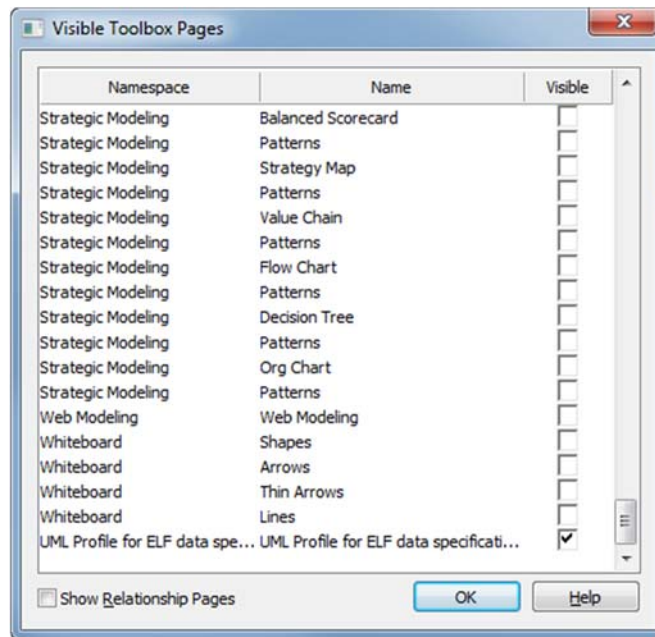 Visible Toolbox Pages
Namespace Name Visible
Strategic Modeling Balanced Scorecard
Strategic Modeling Patterns
Strategic Modeling Strategy Map
Strategic Modeling Patterns
Strategic Modeling Value Chain
Strategic Modeling Patterns
Strategic Modeling Flow Chart
Strategic Modeling Patterns
Strategic Modeling Decision Tree
Strategic Modeling Patterns
Strategic Modeling Org Chart
Strategic Modeling Patterns
Web Modeling Web Modeling
Whiteboard Shapes
Whiteboard Arrows
Whiteboard Thin Arrows
Whiteboard Lines
UML Profile for ELF data spe... UML Profile for ELF data specificati...
Show Relationship Pages OK Help